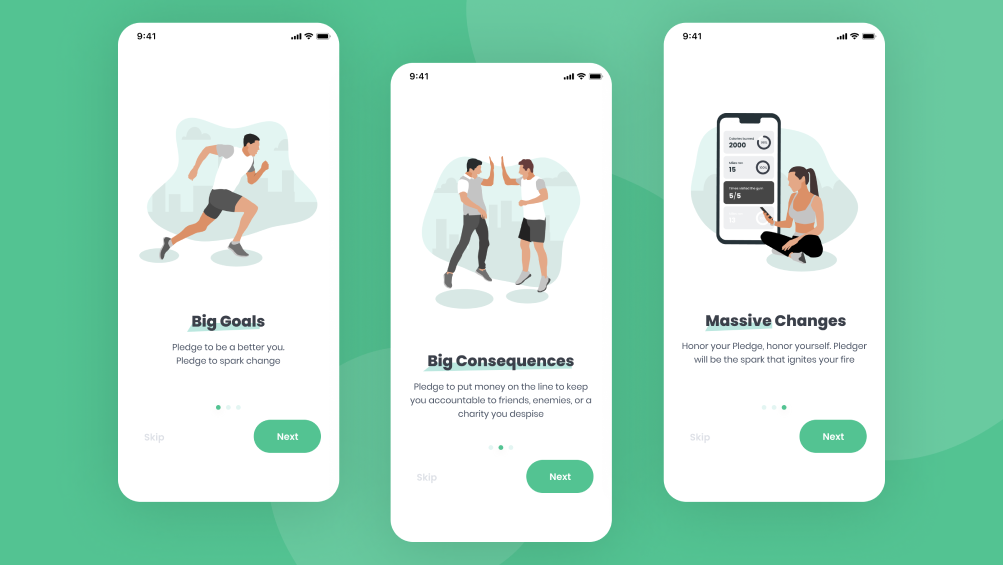 9:41
Big Goals
Pledge to be a better you.
Pledge to spark change
Skip
Next
9:41
Big Consequences
Pledge to put money on the line to keep
you accountable to friends, enemies, or a
charity you despise
Skip
Next
9:41
Calories burned
2000
Miles ran
15
100%
Times visited the gym
5/5
Massive Changes
Honor your Pledge, honor yourself. Pledger
will be the spark that ignites your fire
Skip
Next